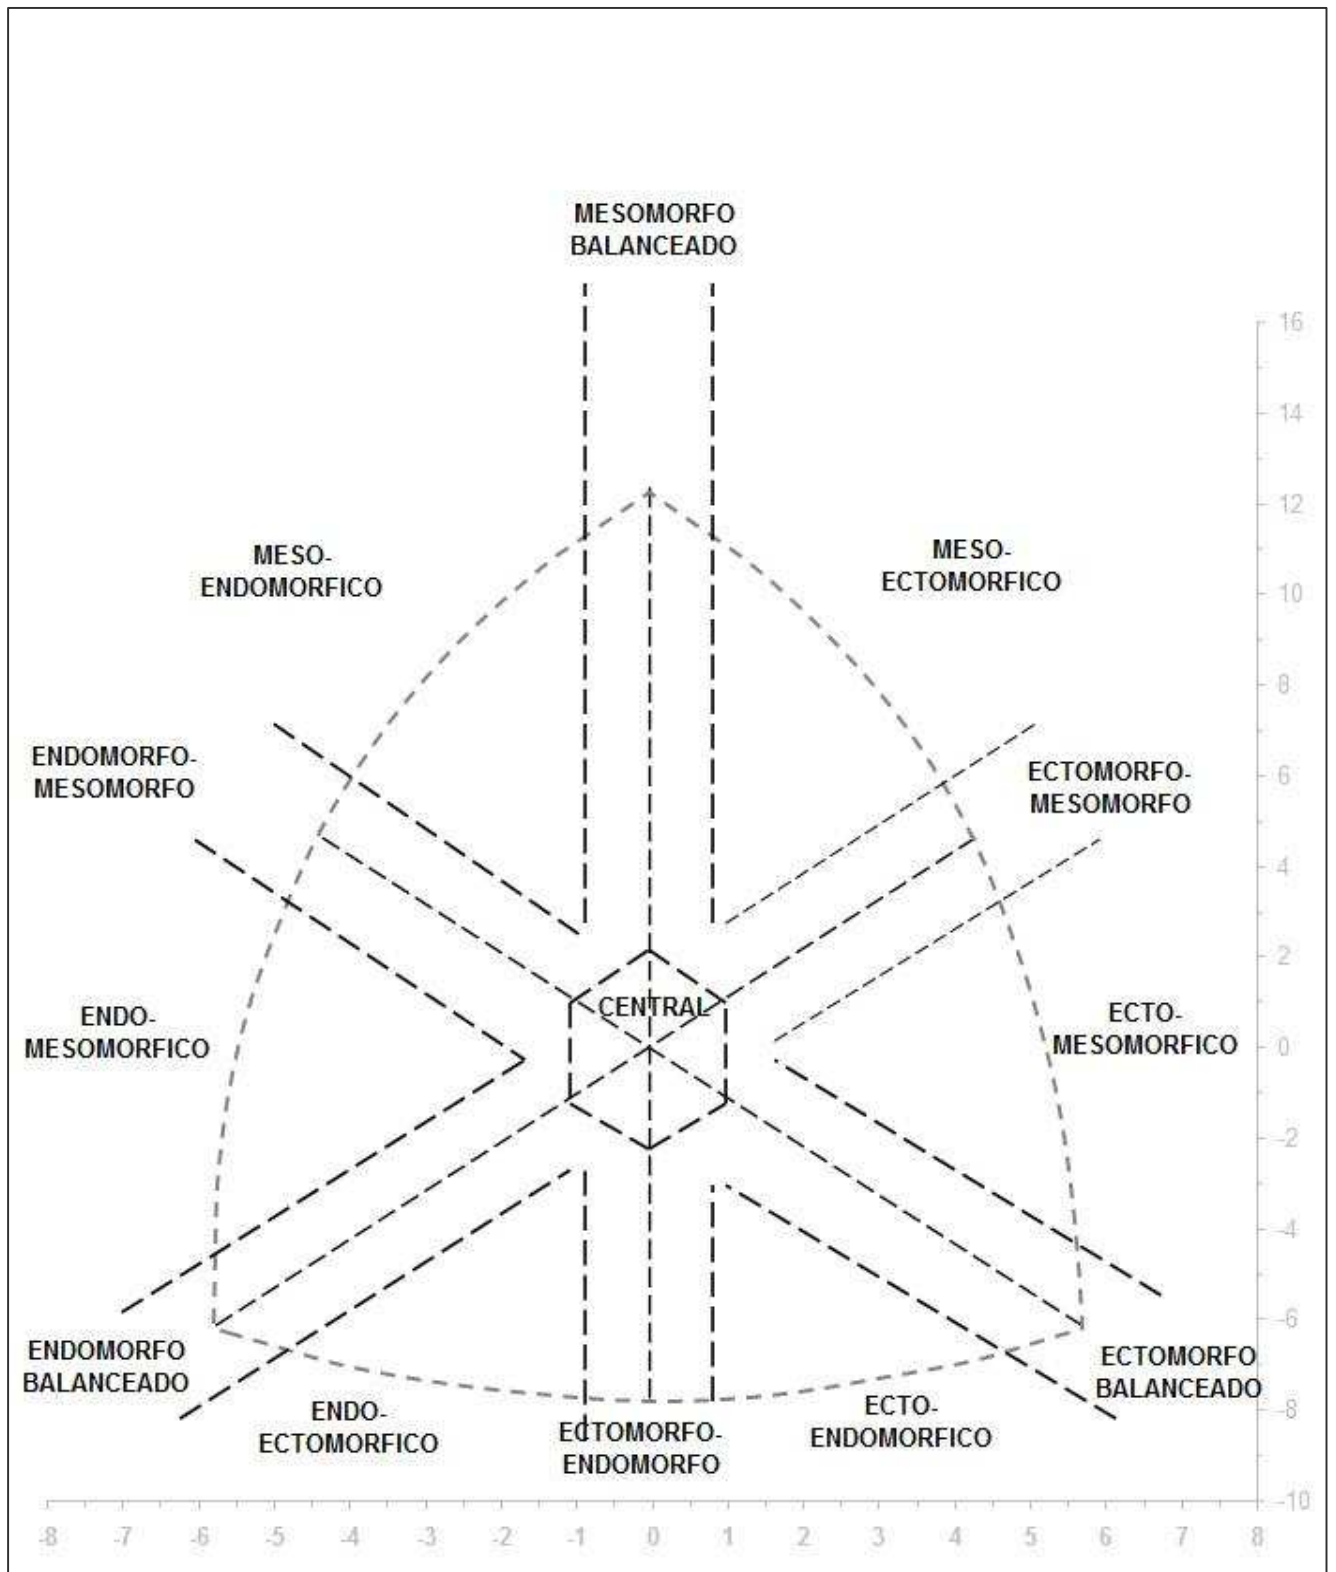 MESOMORFO
BALANCEADO
16
14
12
MESO-
ENDOMORFICO
MESO-
ECTOMORFICO
10
8
ENDOMORFO-
MESOMORFO
ECTOMORFO-
MESOMORFO
6
4
2
CENTRAL
ENDO-
MESOMORFICO
ECTO-
MESOMORFICO
0
-2
-4
-6
ENDOMORFO
BALANCEADO
ECTOMORFO
BALANCEADO
-8
ENDO-
ECTOMORFICO
ECTOMORFO-
ENDOMORFO
ECTO-
ENDOMORFICO
-10
-8 -7 -6 -5 -4 -3 -2 -1 0 1 2 3 4 5 6 7 8